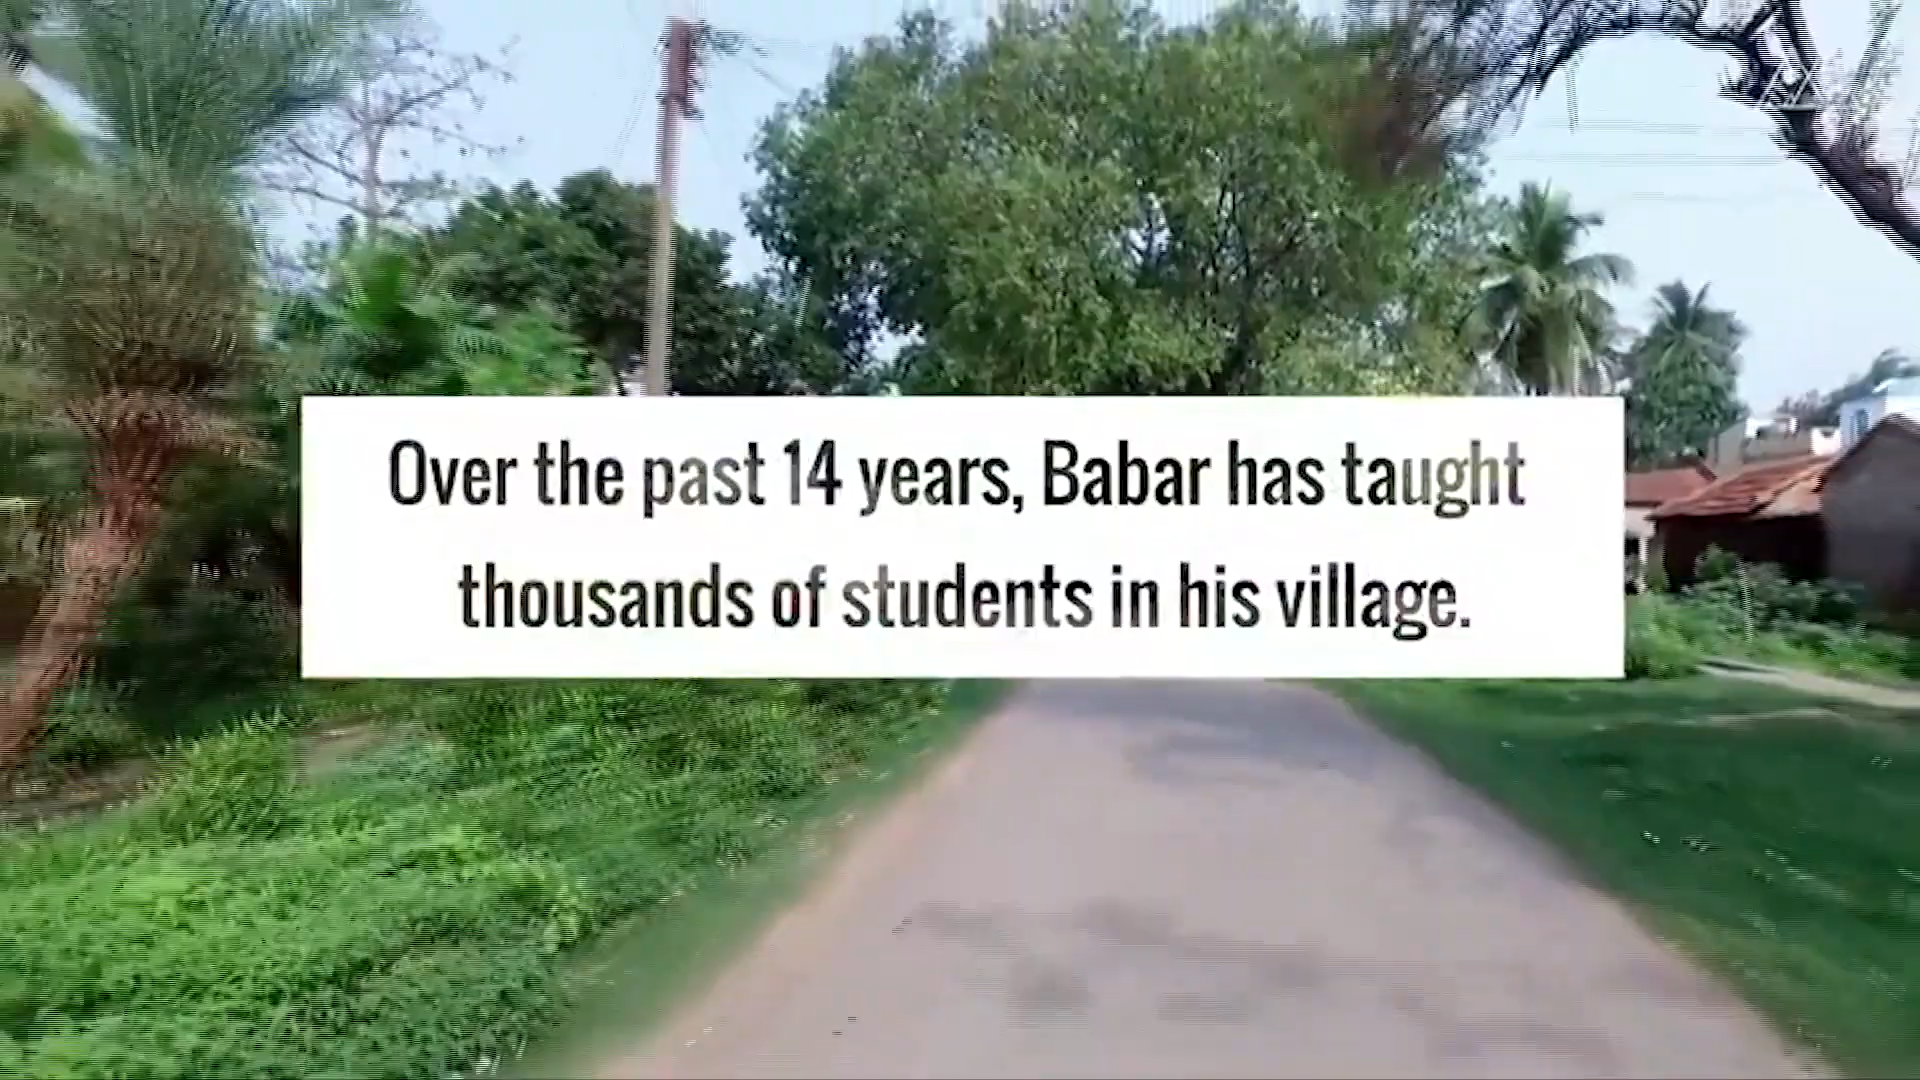 Over the past 14 years, Babar has taught
thousands of students in his village.